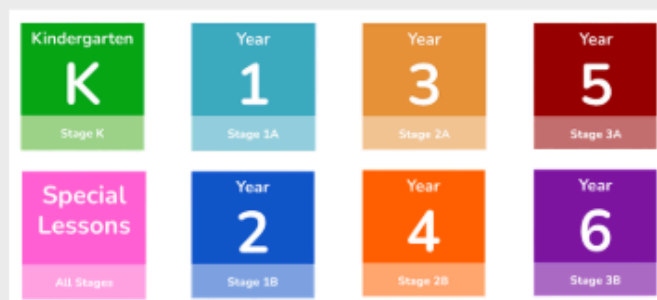 Kindergarten
K
Stage K
Year
1
Stage 1A
Year
3
Stage 2A
Year
5
Stage 3A
Special
Lessons
All Stages
Year
2
Stage 1B
Year
4
Stage 2B
Year
6
Stage 3B